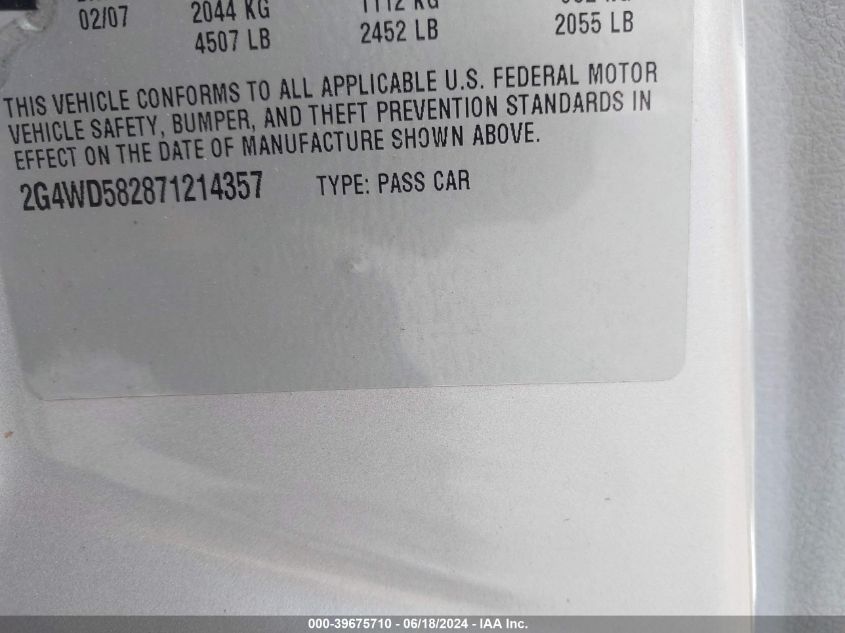 02/07 2044 KG 1112 KG
4507 LB 2452 LB 2055 LB
THIS VEHICLE CONFORMS TO ALL APPLICABLE U.S. FEDERAL MOTOR
VEHICLE SAFETY, BUMPER, AND THEFT PREVENTION STANDARDS IN
EFFECT ON THE DATE OF MANUFACTURE SHOWN ABOVE.
2G4WD582871214357 TYPE: PASS CAR
000-39675710 - 06/18/2024 - IAA Inc.